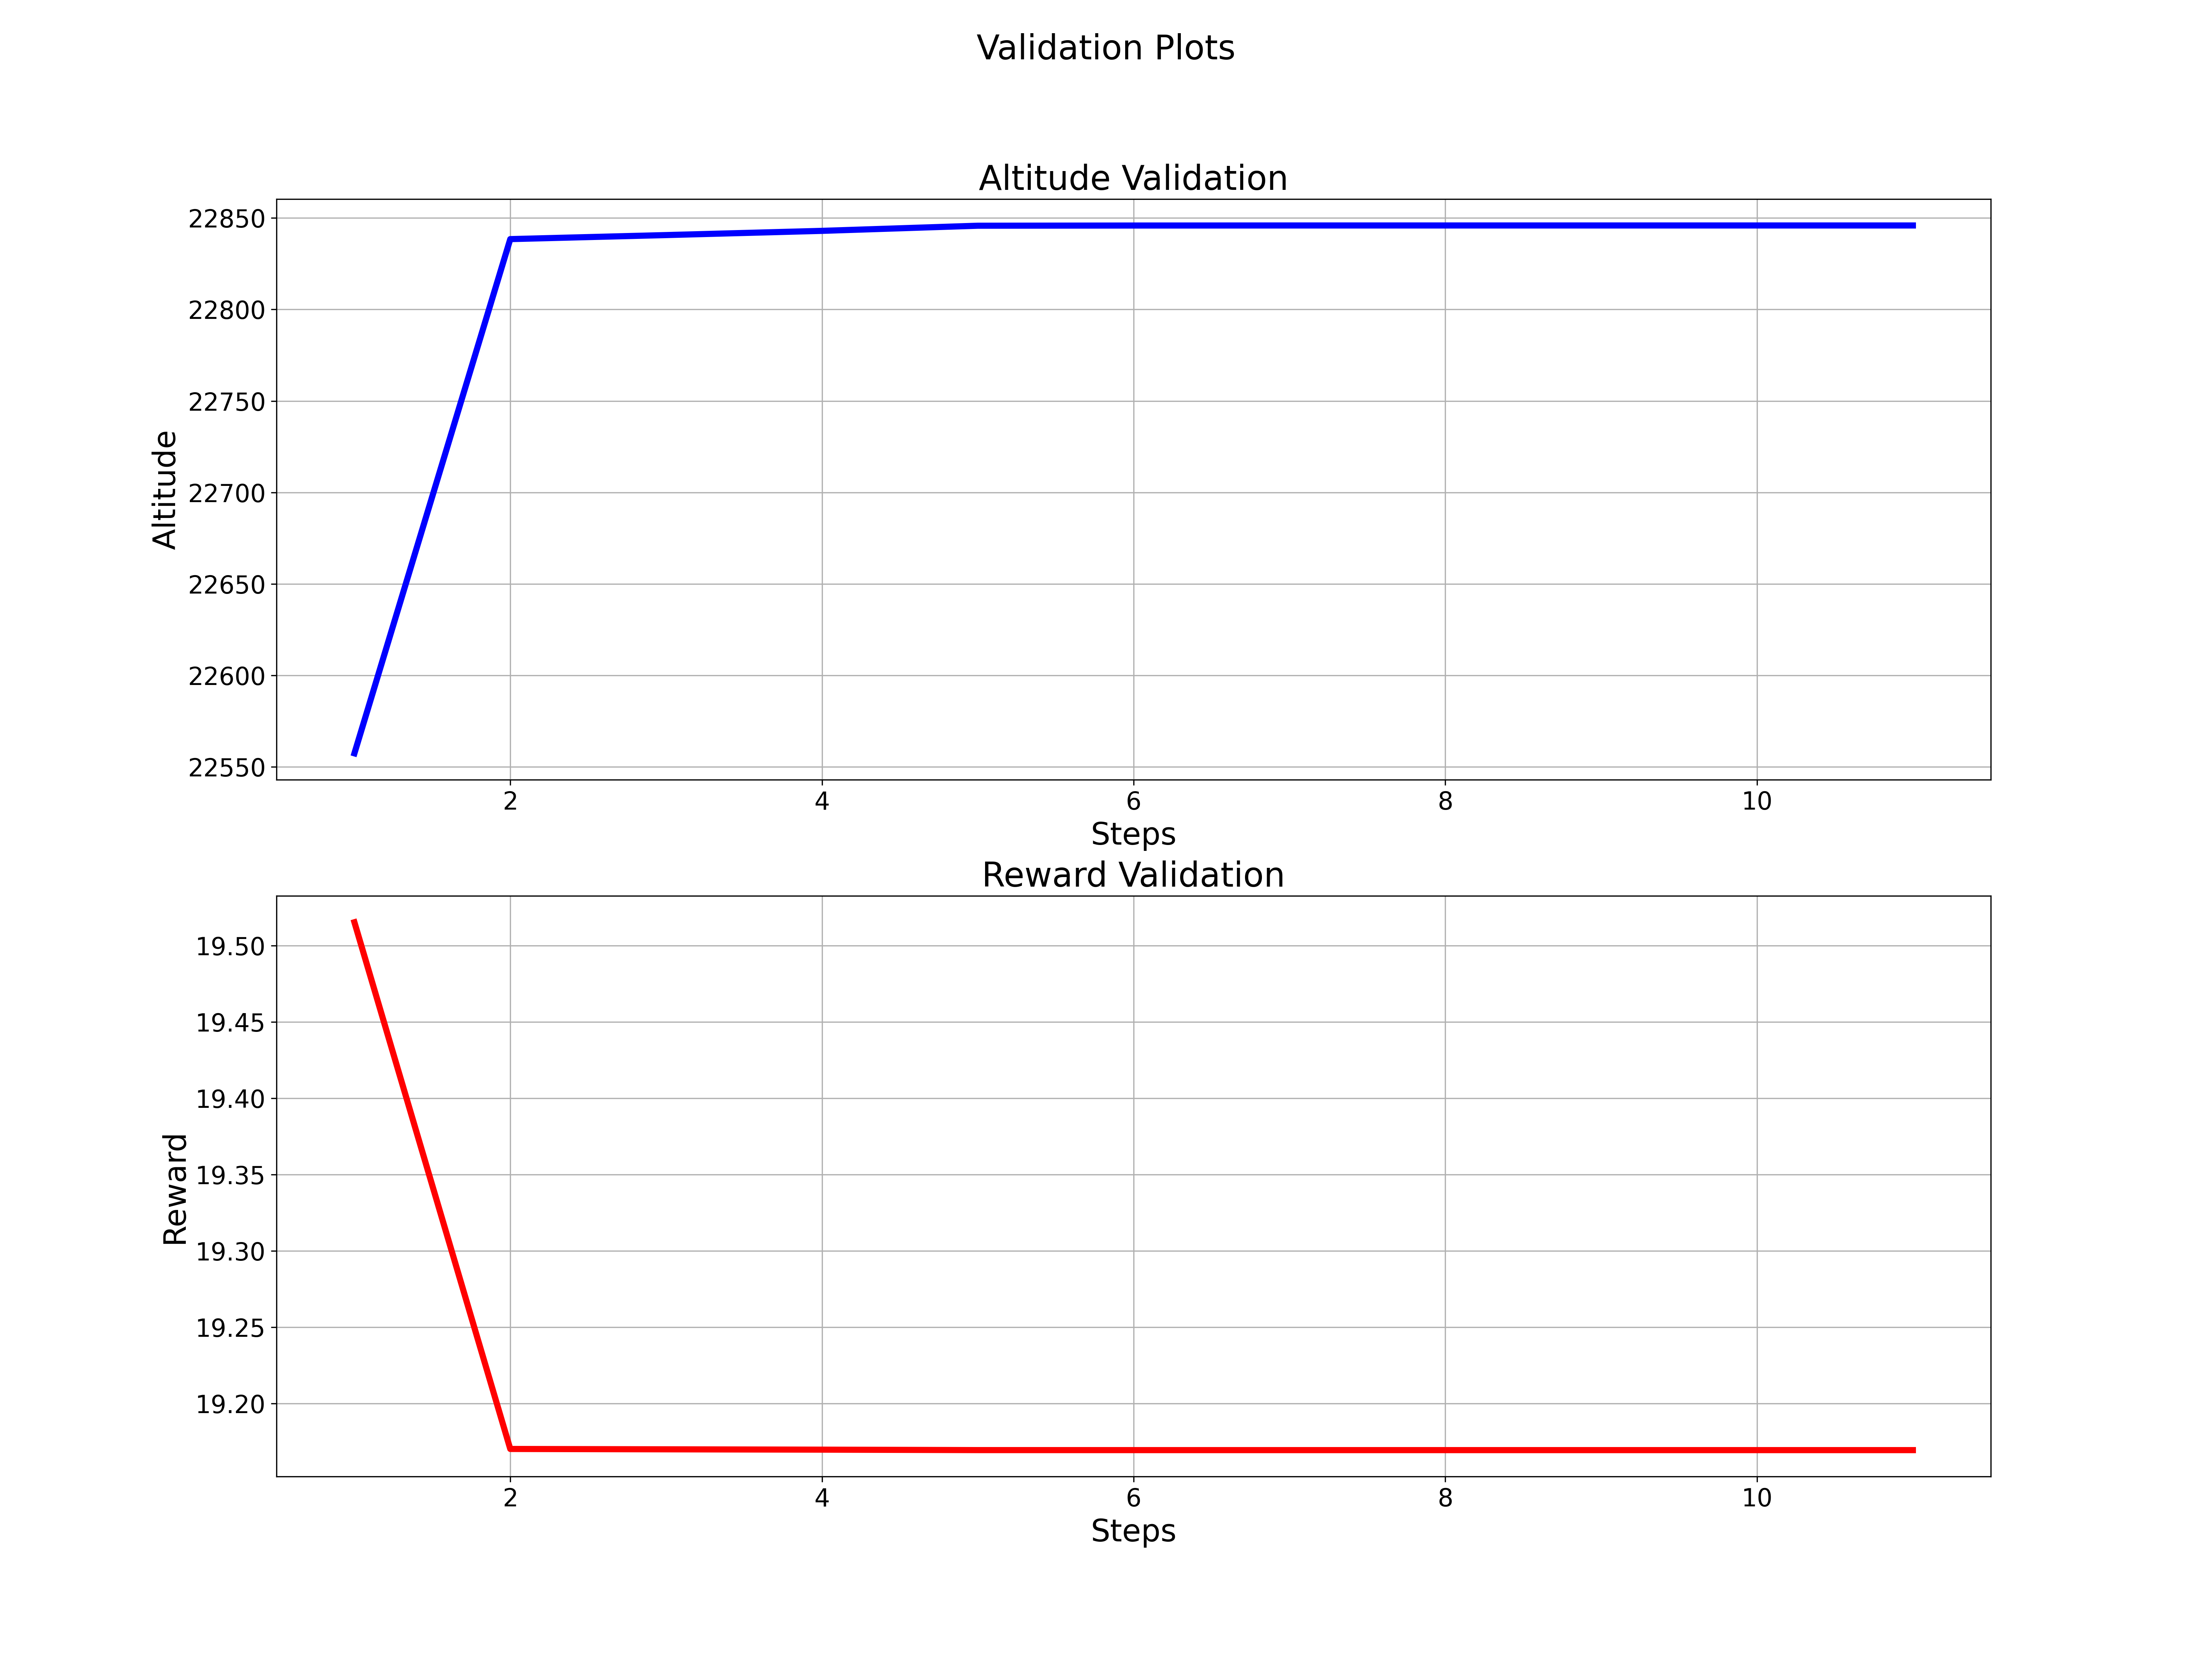 Validation Plots
Altitude Validation
22850
22800
22750
22700
22650
22600
22550
Altitude
2 4 6 8 10
Steps
Reward Validation
19.50
19.45
19.40
19.35
19.30
19.25
19.20
Reward
2 4 6 8 10
Steps